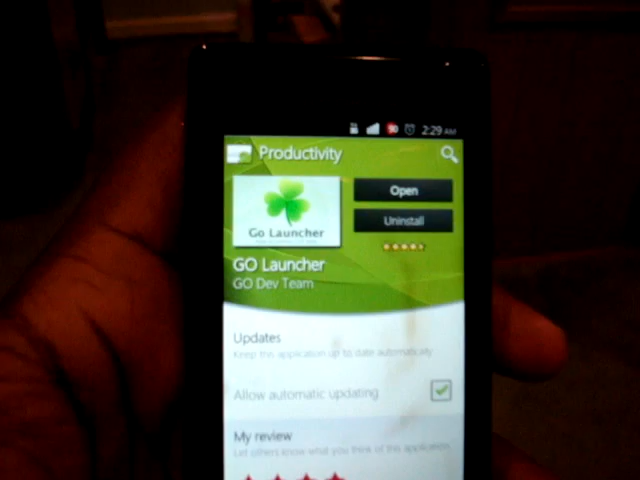 2:29 AM
Productivity
Open
Go Launcher
Uninstall
GO Launcher
GO Dev Team
Updates
Keep this application up to date automatically
Allow automatic updating
My review
Let others know what you think of this application